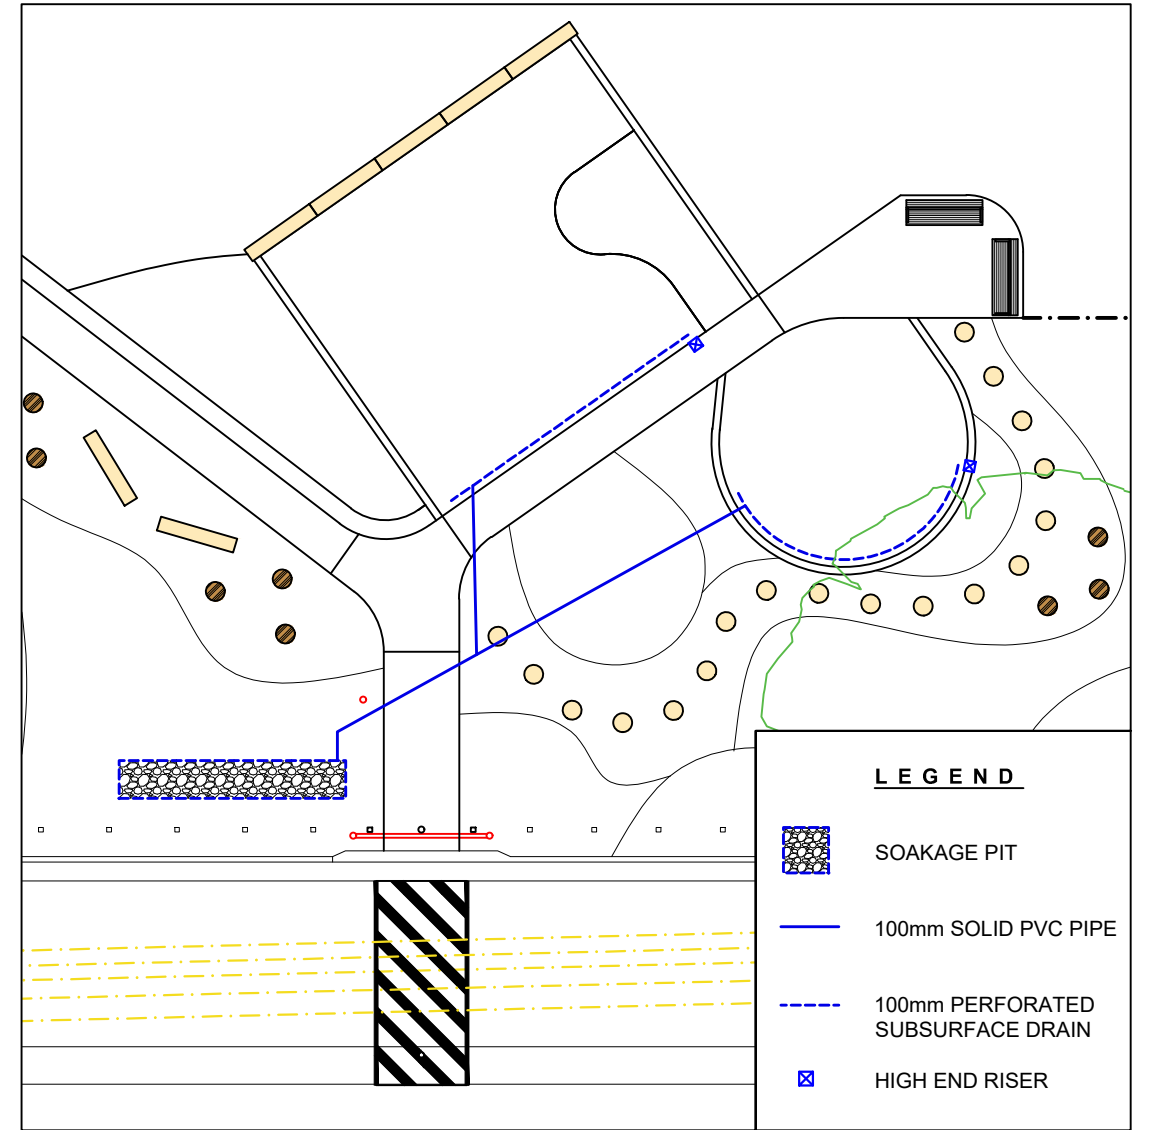 LEGEND
SOAKAGE PIT
100mm SOLID PVC PIPE
100mm PERFORATED
SUBSURFACE DRAIN
HIGH END RISER